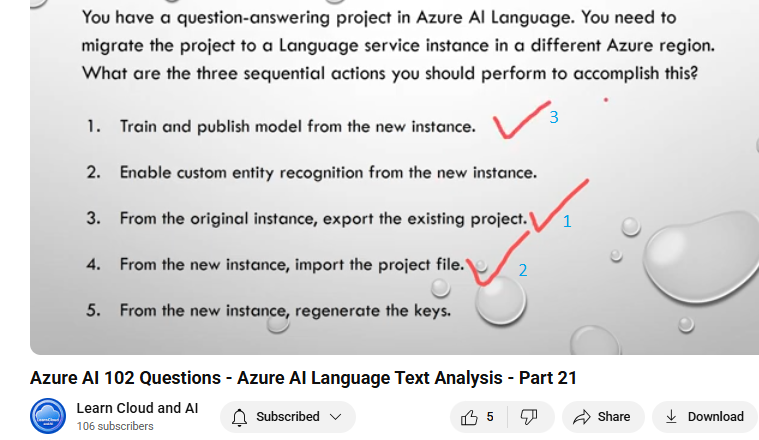 You have a question-answering project in Azure AI Language. You need to
migrate the project to a Language service instance in a different Azure region.
What are the three sequential actions you should perform to accomplish this?
1. Train and publish model from the new instance. 3
2. Enable custom entity recognition from the new instance.
3. From the original instance, export the existing project. 1
4. From the new instance, import the project file. 2
5. From the new instance, regenerate the keys.
Azure AI 102 Questions - Azure AI Language Text Analysis - Part 21
Learn Cloud and AI
106 subscribers
Subscribed
5
Share
Download